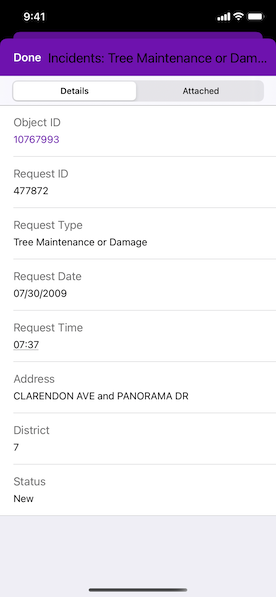 9:41
Done Incidents: Tree Maintenance or Dam...
Details Attached
Object ID
10767993
Request ID
477872
Request Type
Tree Maintenance or Damage
Request Date
07/30/2009
Request Time
07:37
Address
CLARENDON AVE and PANORAMA DR
District
7
Status
New